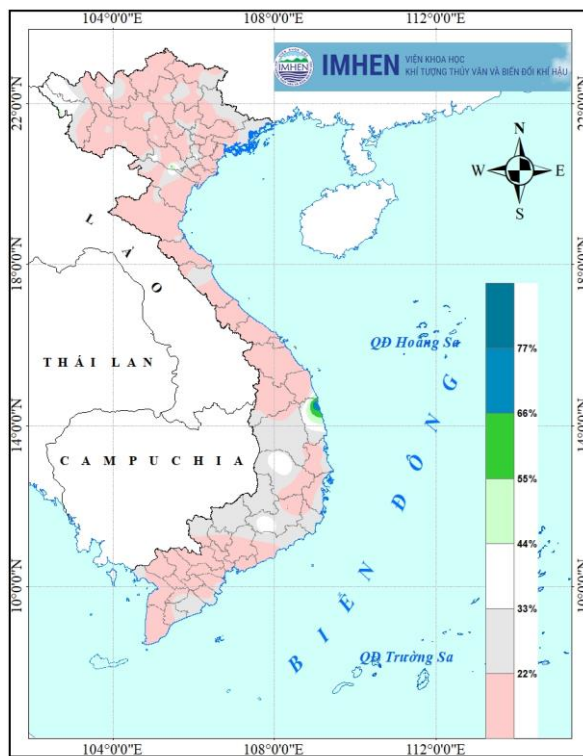 104°0'0"E 108°0'0"E 112°0'0"E
IMHEN
IMHEN
VIỆN KHOA HỌC
KHÍ TƯỢNG THỦY VĂN VÀ BIẾN ĐỔI KHÍ HẬU
22°0'0"N 22°0'0"N
N
W E
S
LÀO
18°0'0"N 18°0'0"N
QĐ Hoàng Sa
THÁI LAN
77%
66%
14°0'0"N 14°0'0"N
CAMPUCHIA
55%
44%
BIỂN ĐÔNG
10°0'0"N 10°0'0"N
33%
QĐ Trường Sa
22%
104°0'0"E 108°0'0"E 112°0'0"E